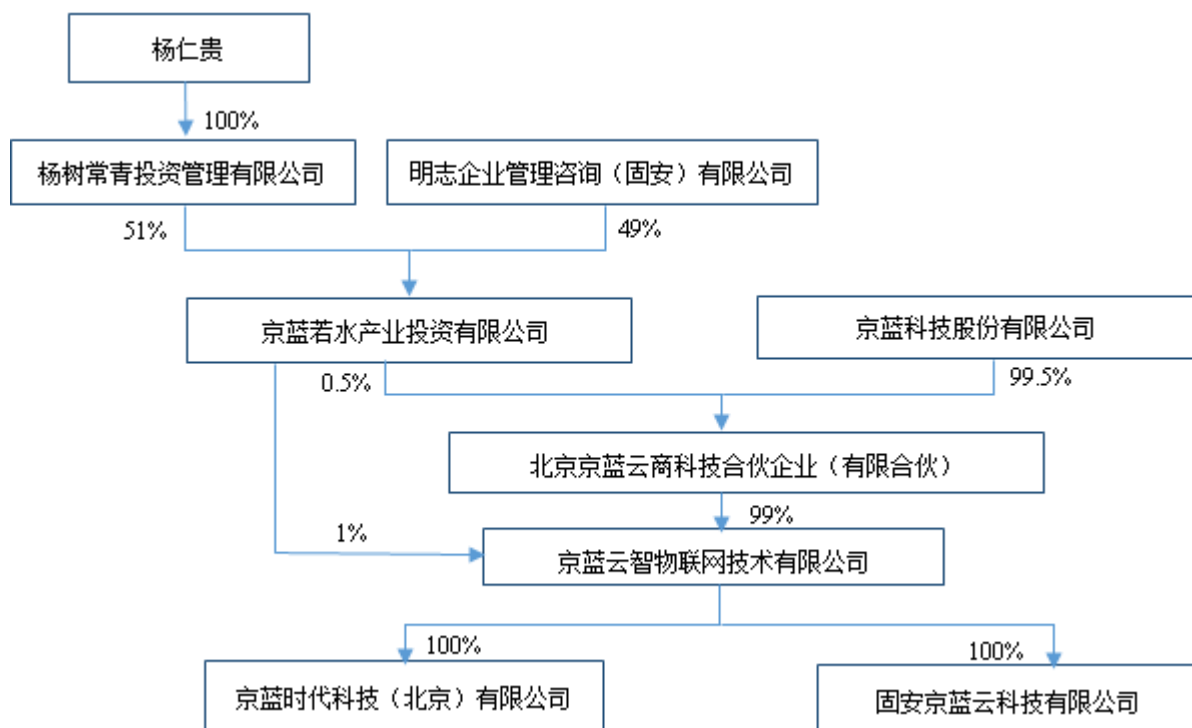 杨仁贵
100%
杨树常青投资管理有限公司
明志企业管理咨询（固安）有限公司
51%
49%
京蓝若水产业投资有限公司
京蓝科技股份有限公司
0.5%
99.5%
北京京蓝云商科技合伙企业（有限合伙）
99%
1%
京蓝云智物联网技术有限公司
100%
100%
京蓝时代科技（北京）有限公司
固安京蓝云科技有限公司